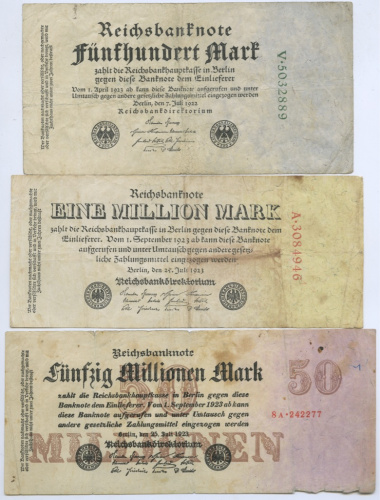 Reichsbanknote
Fünfhundert Mark
zahlt die Reichsbankhauptkasse in Berlin
gegen diese Banknote dem Einlieferer
Vom 1. April 1923 ab kann diese Banknote aufgerufen und unter
Umtausch gegen andere gesetzliche Zahlungsmittel eingezogen werden
Berlin, den 7. Juli 1922
Reichsbankdirektorium
V·5032889
Reichsbanknote
EINE MILLION MARK
zahlt die Reichsbankhauptkasse in Berlin gegen diese Banknote dem
Einlieferer. Vom 1. September 1923 ab kann diese Banknote
aufgerufen und unter Umtausch gegen andere gesetz-
liche Zahlungsmittel eingezogen werden
Berlin, den 25. Juli 1923
Reichsbankdirektorium
A 3084946
Reichsbanknote
Fünfzig Millionen Mark
zahlt die Reichsbankhauptkasse in Berlin gegen diese
Banknote dem Einlieferer. Vom 1. September 1923 ab kann
diese Banknote aufgerufen und unter Umtausch gegen
andere gesetzliche Zahlungsmittel eingezogen werden
Berlin, den 25. Juli 1923
Reichsbankdirektorium
50
50
8A·242277
MILLIONEN